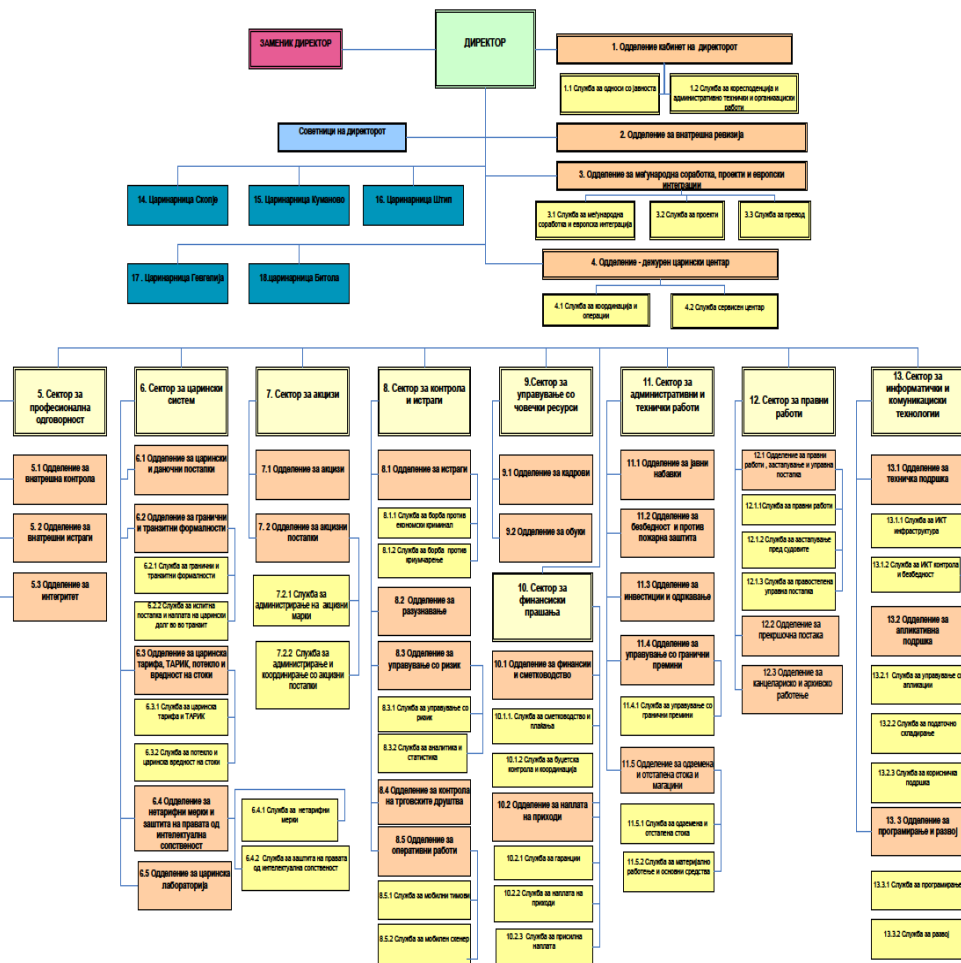 ЗАМЕНИК ДИРЕКТОР
ДИРЕКТОР
1. Одделение кабинет на директорот
1.1 Служба за односи со јавноста
1.2 Служба за кореспонденција и
административно технички и организациски
работи
Советници на директорот
2. Одделение за внатрешна ревизија
3. Одделение за меѓународна соработка, проекти и европски
интеграции
3.1 Служба за меѓународна
соработка и европска интеграција
3.2 Служба за проекти
3.3 Служба за превод
14. Царинарница Скопје
15. Царинарница Куманово
16. Царинарница Штип
4. Одделение - дежурен царински центар
17 . Царинарница Гевгелија
18.царинарница Битола
4.1 Служба за координација и
операции
4.2 Служба сервисен центар
5. Сектор за
професионална
одговорност
5.1 Одделение за
внатрешна контрола
5. 2 Одделение за
внатрешни истраги
5.3 Одделение за
интегритет
6. Сектор за царински
систем
6.1 Одделение за царински
и даночни постапки
6.2 Одделение за гранични
и транзитни формалности
6.2.1 Служба за гранични и
транзитни формалности
6.2.2 Служба за испитна
постапка и наплата на царински
долг во во транзит
6.3 Одделение за царинска
тарифа, ТАРИК, потекло и
вредност на стоки
6.3.1 Служба за царинска
тарифа и ТАРИК
6.3.2 Служба за потекло и
царинска вредност на стоки
6.4 Одделение за
нетарифни мерки и
заштита на правата од
интелектуална
сопственост
6.4.1 Служба за нетарифни
мерки
6.4.2 Служба за заштита на правата
од интелектуална сопственост
6.5 Одделение за царинска
лабораторија
7. Сектор за акцизи
7.1 Одделение за акцизи
7. 2 Одделение за акцизни
постапки
7.2.1 Служба за
администрирање на акцизни
марки
7.2.2 Служба за
администрирање и
координирање со акцизни
постапки
8. Сектор за контрола
и истраги
8.1 Одделение за истраги
8.1.1 Служба за борба против
економски криминал
8.1.2 Служба за борба против
криумчарење
8.2 Одделение за
разузнавање
8.3 Одделение за
управување со ризик
8.3.1 Служба за управување со
ризик
8.3.2 Служба за аналитика и
статистика
8.4 Одделение за контрола
на трговските друштва
8.5 Одделение за
оперативни работи
8.5.1 Служба за мобилни тимови
8.5.2 Служба за мобилен скенер
9.Сектор за
управување со
човечки ресурси
9.1 Одделение за кадрови
9.2 Одделение за обуки
10. Сектор за
финансиски
прашања
10.1 Одделение за финансии
и сметководство
10.1.1. Служба за сметководство и
плаќања
10.1.2 Служба за буџетска
контрола и координација
10.2 Одделение за наплата
на приходи
10.2.1 Служба за гаранции
10.2.2 Служба за наплата на
приходи
10.2.3 Служба за присилна
наплата
11. Сектор за
административни и
технички работи
11.1 Одделение за јавни
набавки
11.2 Одделение за
безбедност и против
пожарна заштита
11.3 Одделение за
инвестиции и одржавање
11.4 Одделение за
управување со гранични
премини
11.4.1 Служба за управување со
гранични премини
11.5 Одделение за одземена
и отстапена стока и
магацини
11.5.1 Служба за одземена и
отстапена стока
11.5.2 Служба за материјално
работење и основни средства
12. Сектор за правни
работи
12.1 Одделение за правни
работи , застапување и управна
постапка
12.1.1Служба за правни работи
12.1.2 Служба за застапување
пред судовите
12.1.3 Служба за првостепена
управна постапка
12.2 Одделение за
прекршочна постака
12.3 Одделение за
канцелариско и архивско
работење
13. Сектор за
информатички и
комуникациски
технологии
13.1 Одделение за
техничка подршка
13.1.1 Служба за ИКТ
инфраструктура
13.1.2 Служба за ИКТ контрола
и безбедност
13.2 Одделение за
апликативна
подршка
13.2.1 Служба за управување со
апликации
13.2.2 Служба за податочно
складирање
13.2.3 Служба за корисничка
подршка
13. 3 Одделение за
програмирање и развој
13.3.1 Служба за програмирање
13.3.2 Служба за развој